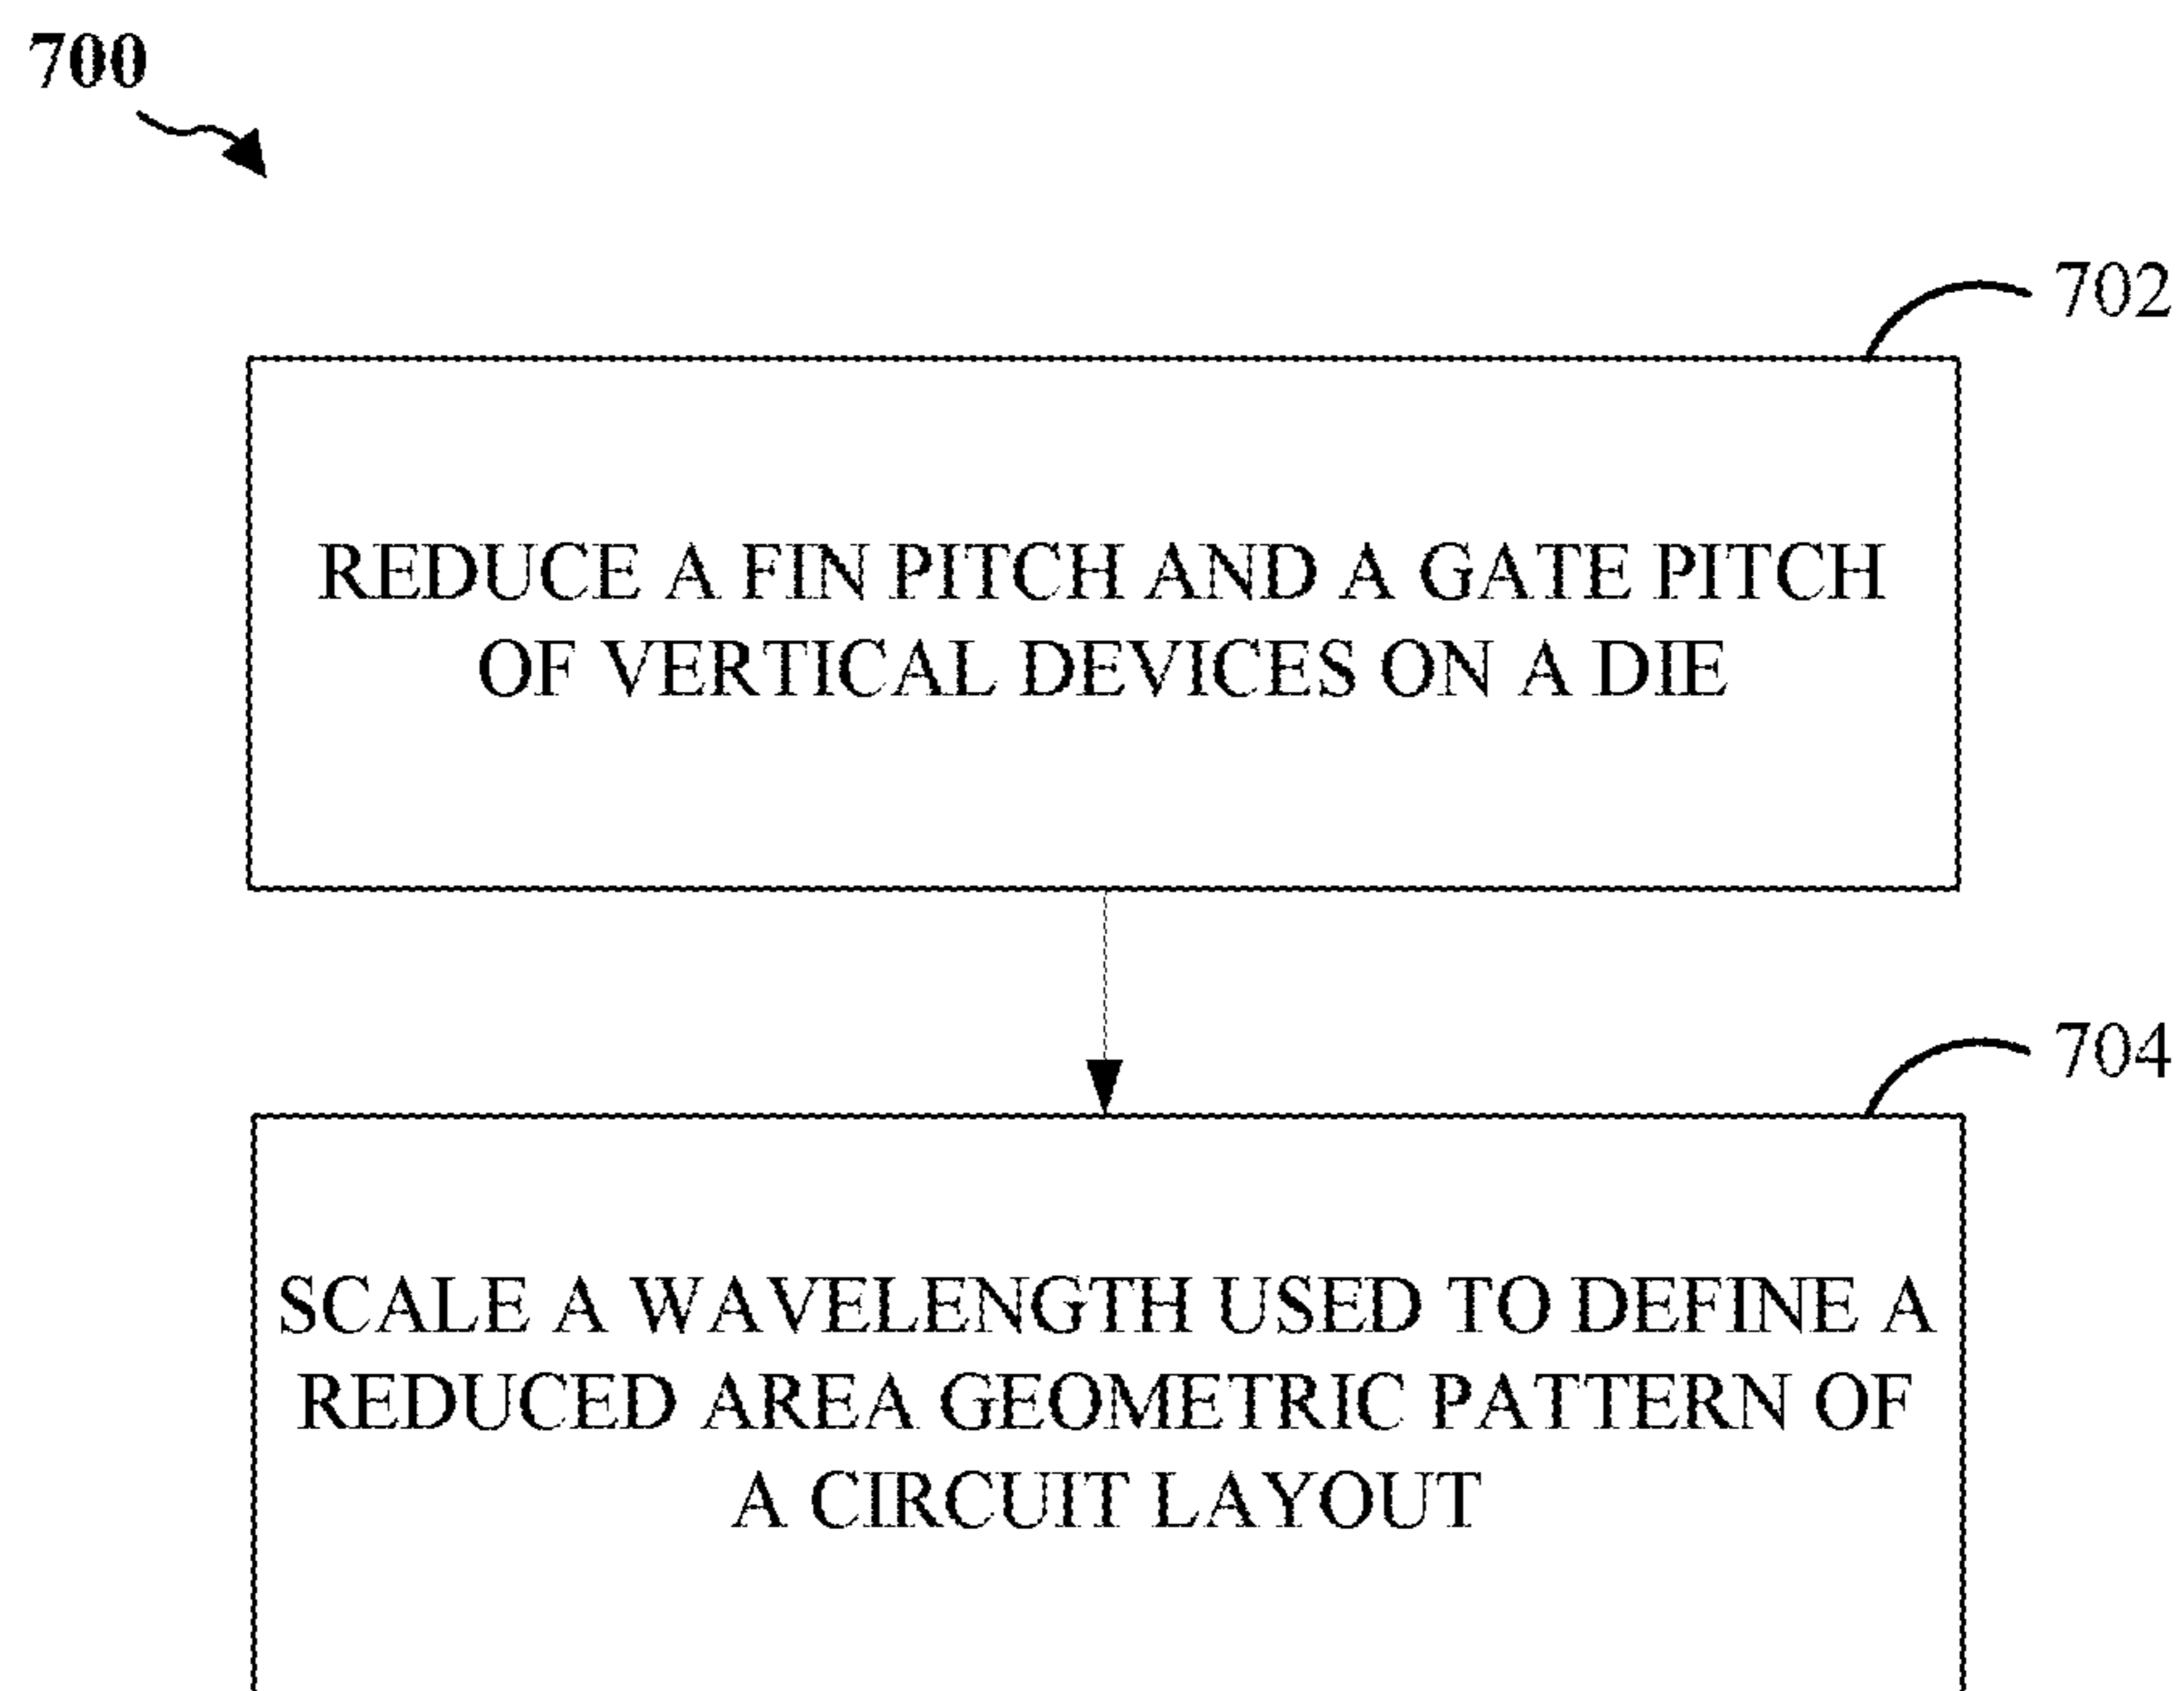 700
702
REDUCE A FIN PITCH AND A GATE PITCH
OF VERTICAL DEVICES ON A DIE
704
SCALE A WAVELENGTH USED TO DEFINE A
REDUCED AREA GEOMETRIC PATTERN OF
A CIRCUIT LAYOUT